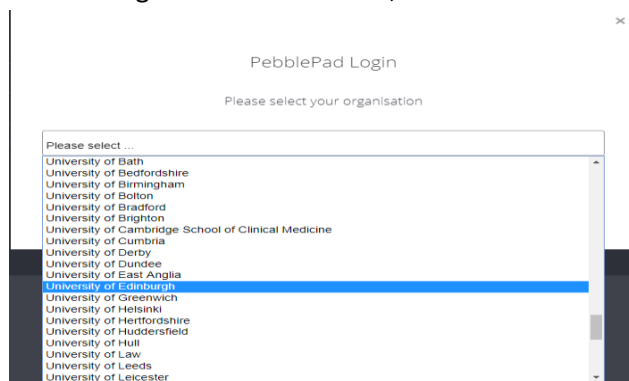 ×
PebblePad Login
Please select your organisation
Please select ...
University of Bath
University of Bedfordshire
University of Birmingham
University of Bolton
University of Bradford
University of Brighton
University of Cambridge School of Clinical Medicine
University of Cumbria
University of Derby
University of Dundee
University of East Anglia
University of Edinburgh
University of Greenwich
University of Helsinki
University of Hertfordshire
University of Huddersfield
University of Hull
University of Law
University of Leeds
University of Leicester